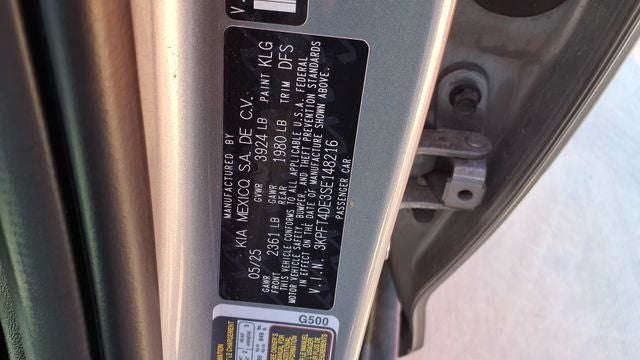 MANUFACTURED BY
KIA MEXICO, S.A. DE C.V.
05/25 GVWR 3924 LB PAINT KLG
GAWR FRONT 2361 LB GAWR REAR 1980 LB TRIM DFS
THIS VEHICLE CONFORMS TO ALL APPLICABLE U.S.A. FEDERAL
MOTOR VEHICLE SAFETY, BUMPER, AND THEFT PREVENTION STANDARDS
IN EFFECT ON THE DATE OF MANUFACTURE SHOWN ABOVE.
V.I.N. 3KPFT4DE3SE148216
PASSENGER CAR
G500